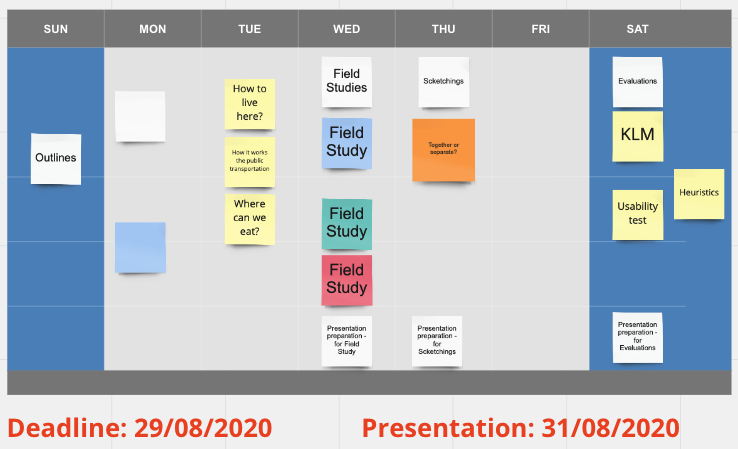 SUN MON TUE WED THU FRI SAT
Outlines
How to
live
here?
How it works
the public
transportation
Where
can we
eat?
Field
Studies
Field
Study
Field
Study
Field
Study
Presentation
preparation -
for Field
Study
Scketchings
Together or
separate?
Presentation
preparation -
for
Scketchings
Evaluations
KLM
Heuristics
Usability
test
Presentation
preparation -
for
Evaluations
Deadline: 29/08/2020
Presentation: 31/08/2020